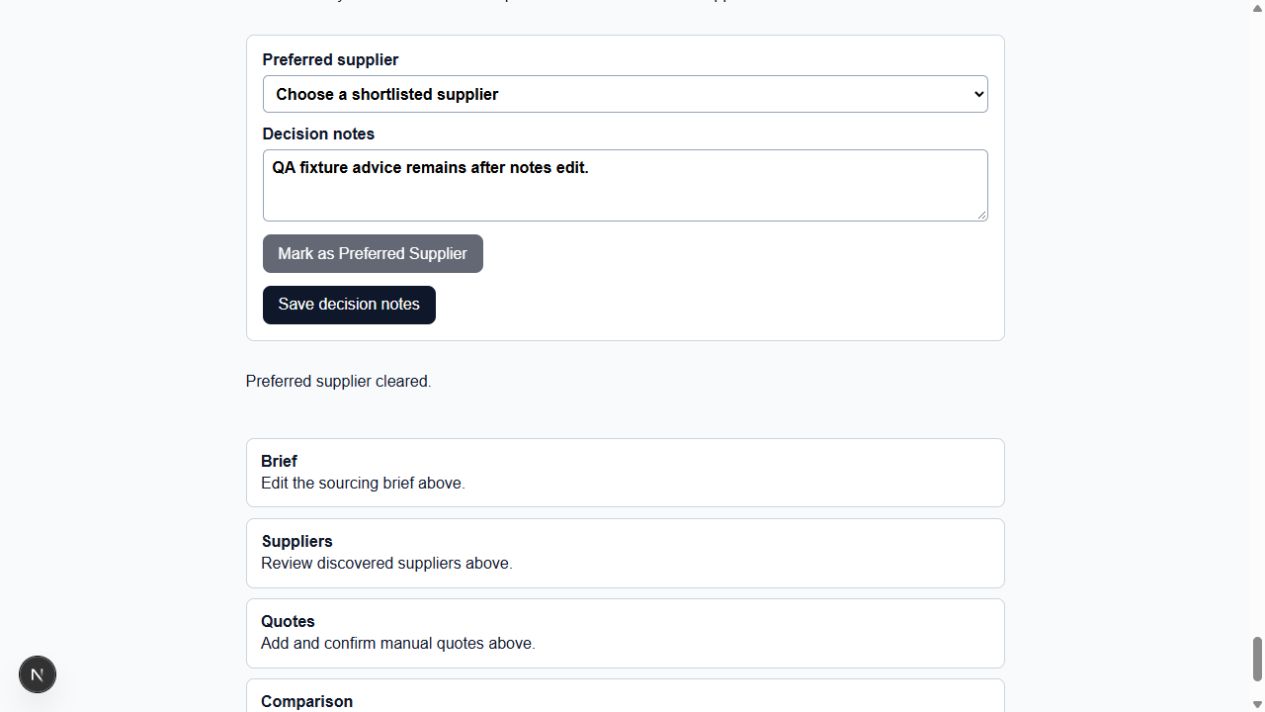 Preferred supplier
Choose a shortlisted supplier
Decision notes
QA fixture advice remains after notes edit.
Mark as Preferred Supplier
Save decision notes
Preferred supplier cleared.
Brief
Edit the sourcing brief above.
Suppliers
Review discovered suppliers above.
Quotes
Add and confirm manual quotes above.
N
Comparison